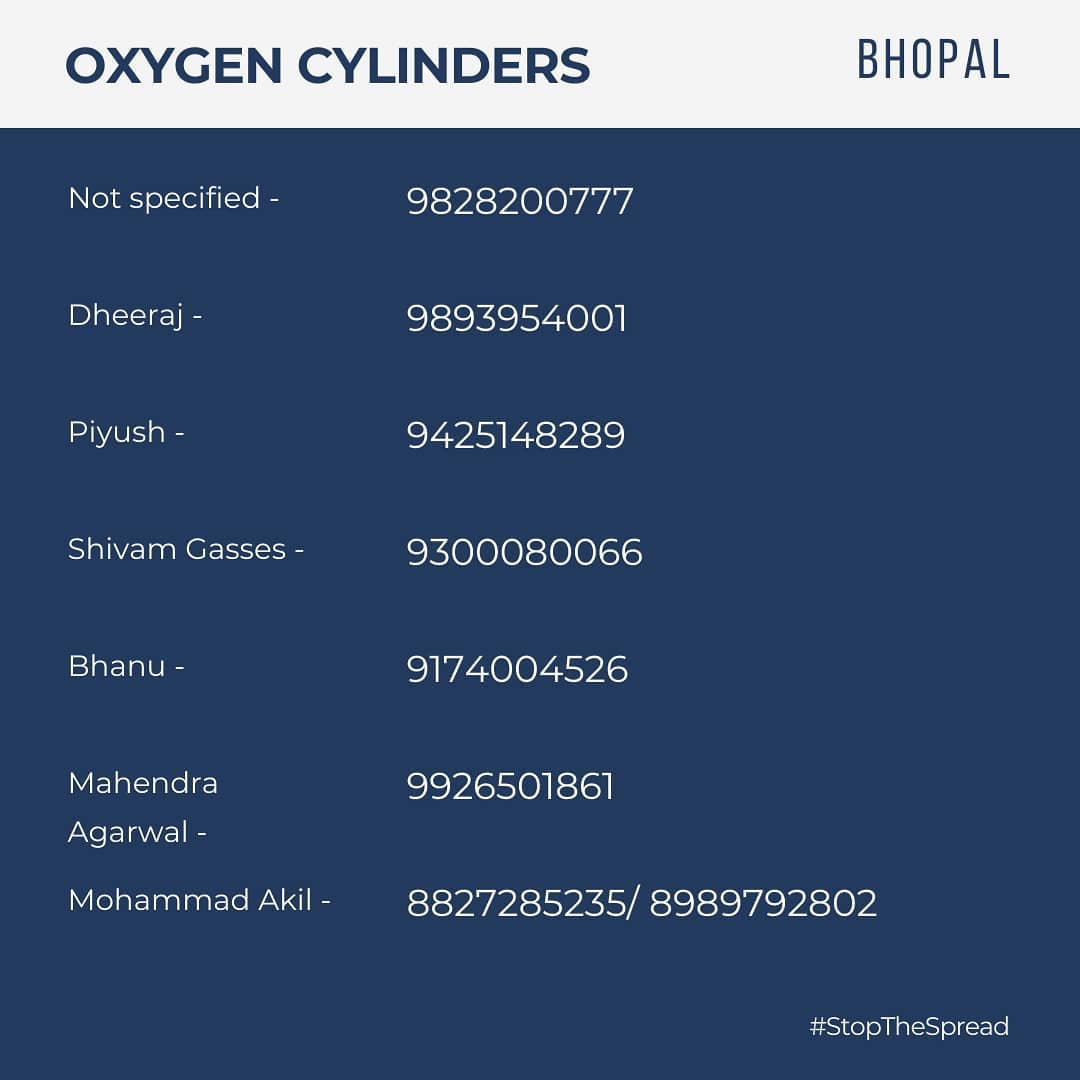 OXYGEN CYLINDERS
BHOPAL
Not specified - 9828200777
Dheeraj - 9893954001
Piyush - 9425148289
Shivam Gasses - 9300080066
Bhanu - 9174004526
Mahendra 9926501861
Agarwal -
Mohammad Akil - 8827285235/ 8989792802
#StopTheSpread